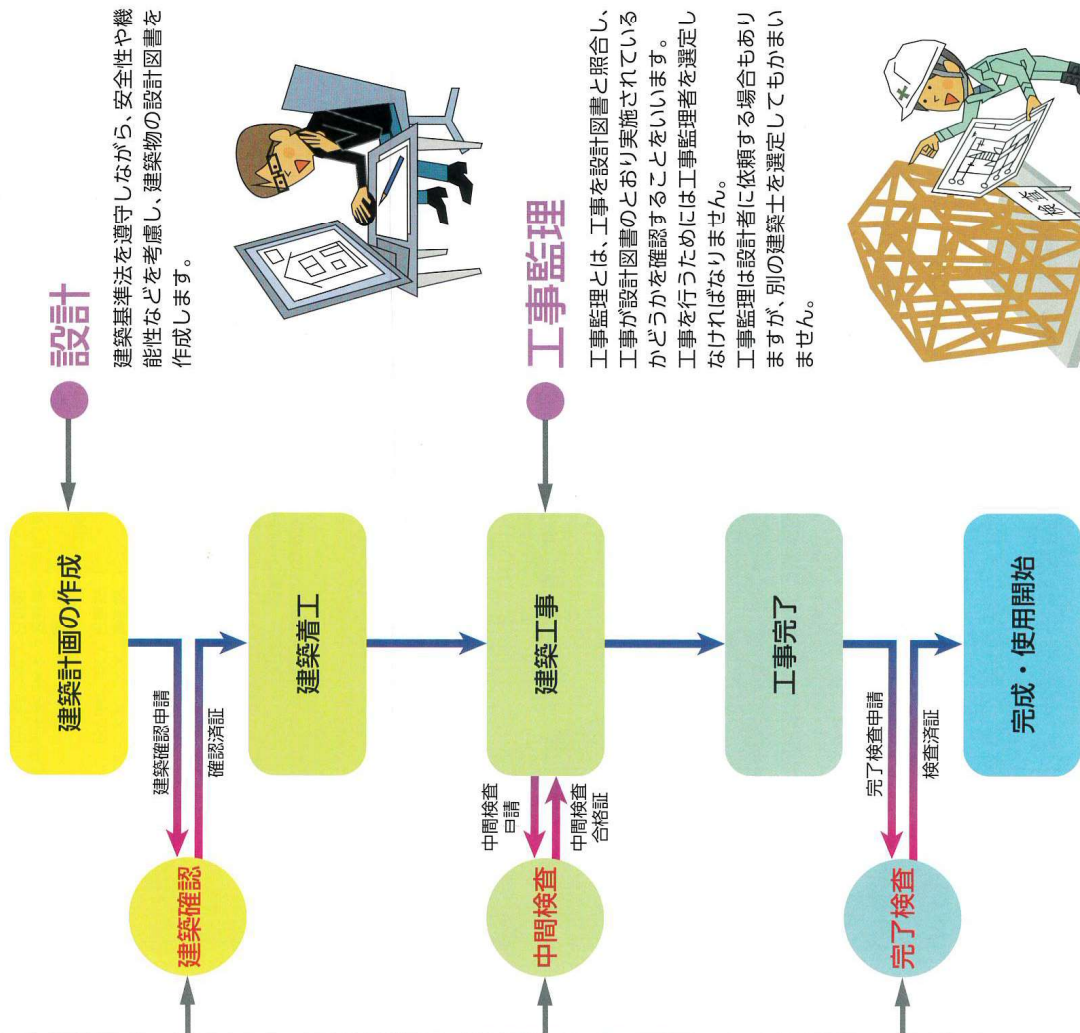 設計
建築基準法を遵守しながら、安全性や機
能性などを考慮し、建築物の設計図書を
作成します。
工事監理
工事監理とは、工事を設計図書と照合し、
工事が設計図書のとおり実施されている
かどうかを確認することをいいます。
工事を行うためには工事監理者を選定し
なければなりません。
工事監理は設計者に依頼する場合もあり
ますが、別の建築士を選定してもかまい
ません。
建築計画の作成
建築確認申請
確認済証
建築確認
建築着工
建築工事
中間検査
申請
中間検査
合格証
中間検査
工事完了
完了検査申請
検査済証
完了検査
完成・使用開始